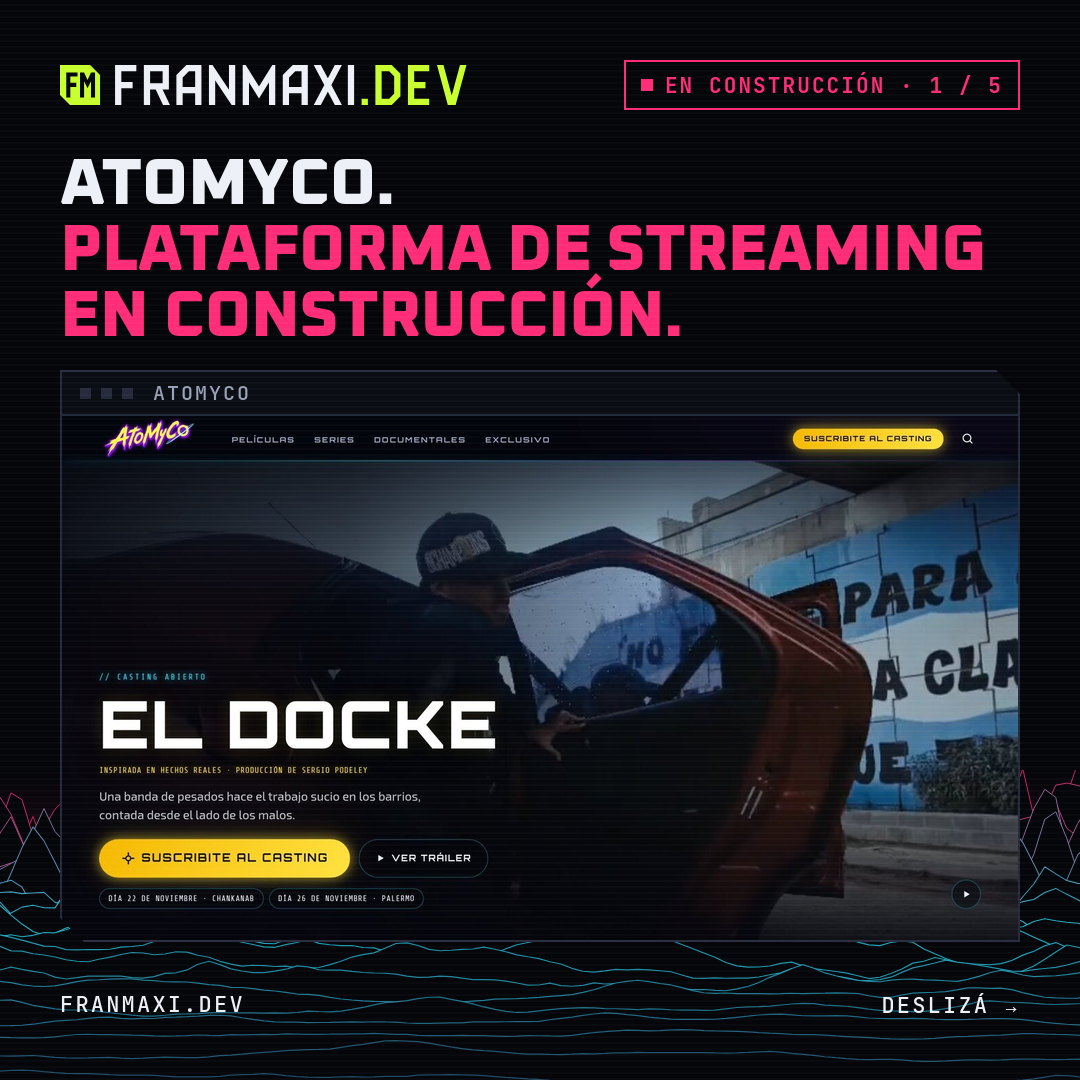 FM FRANMAXI.DEV
EN CONSTRUCCIÓN · 1 / 5
ATOMYCO.
PLATAFORMA DE STREAMING
EN CONSTRUCCIÓN.
ATOMYCO
AToMyCo
PELÍCULAS SERIES DOCUMENTALES EXCLUSIVO
SUSCRIBITE AL CASTING
PARA
NO
A CLA
UE
// CASTING ABIERTO
EL DOCKE
INSPIRADA EN HECHOS REALES · PRODUCCIÓN DE SERGIO PODELEY
Una banda de pesados hace el trabajo sucio en los barrios,
contada desde el lado de los malos.
SUSCRIBITE AL CASTING
VER TRÁILER
DÍA 22 DE NOVIEMBRE · CHANKANAB
DÍA 26 DE NOVIEMBRE · PALERMO
FRANMAXI.DEV
DESLIZÁ →